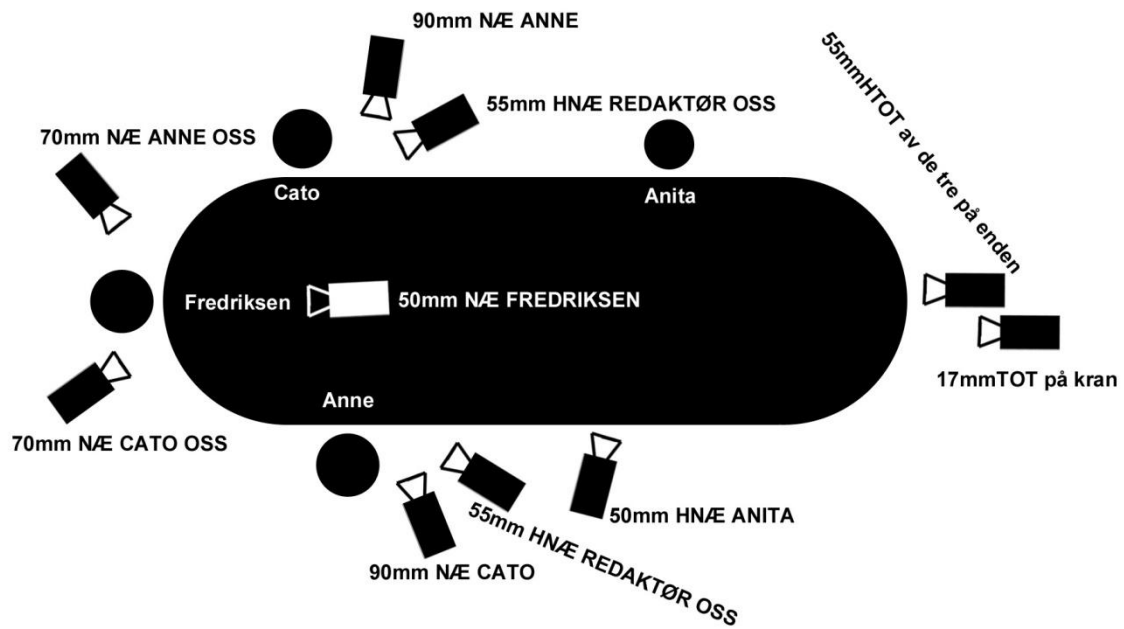 90mm NÆ ANNE
55mm HNÆ REDAKTØR OSS
70mm NÆ ANNE OSS
55mmHTOT av de tre på enden
Cato
Anita
Fredriksen
50mm NÆ FREDRIKSEN
17mmTOT på kran
Anne
70mm NÆ CATO OSS
50mm HNÆ ANITA
55mm HNÆ REDAKTØR OSS
90mm NÆ CATO